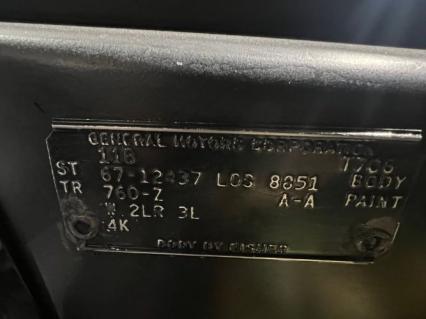 GENERAL MOTORS CORPORATION
11B T706
ST 67-12437 LOS 8851 BODY
TR 760-Z A-A PAINT
W 2LR 3L
4K
BODY BY FISHER